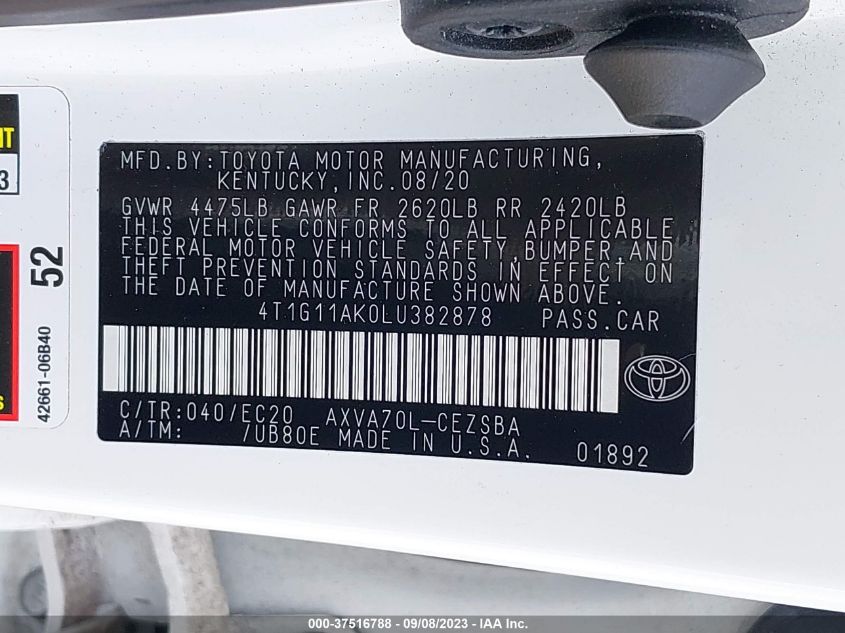 MFD.BY:TOYOTA MOTOR MANUFACTURING,
KENTUCKY,INC.08/20
GVWR 4475LB GAWR FR 2620LB RR 2420LB
THIS VEHICLE CONFORMS TO ALL APPLICABLE
FEDERAL MOTOR VEHICLE SAFETY,BUMPER,AND
THEFT PREVENTION STANDARDS IN EFFECT ON
THE DATE OF MANUFACTURE SHOWN ABOVE.
4T1G11AK0LU382878 PASS.CAR
C/TR:040/EC20 AXVA70L-CEZSBA
A/TM: /UB80E MADE IN U.S.A.
01892
52
42661-06B40
000-37516788 - 09/08/2023 - IAA Inc.